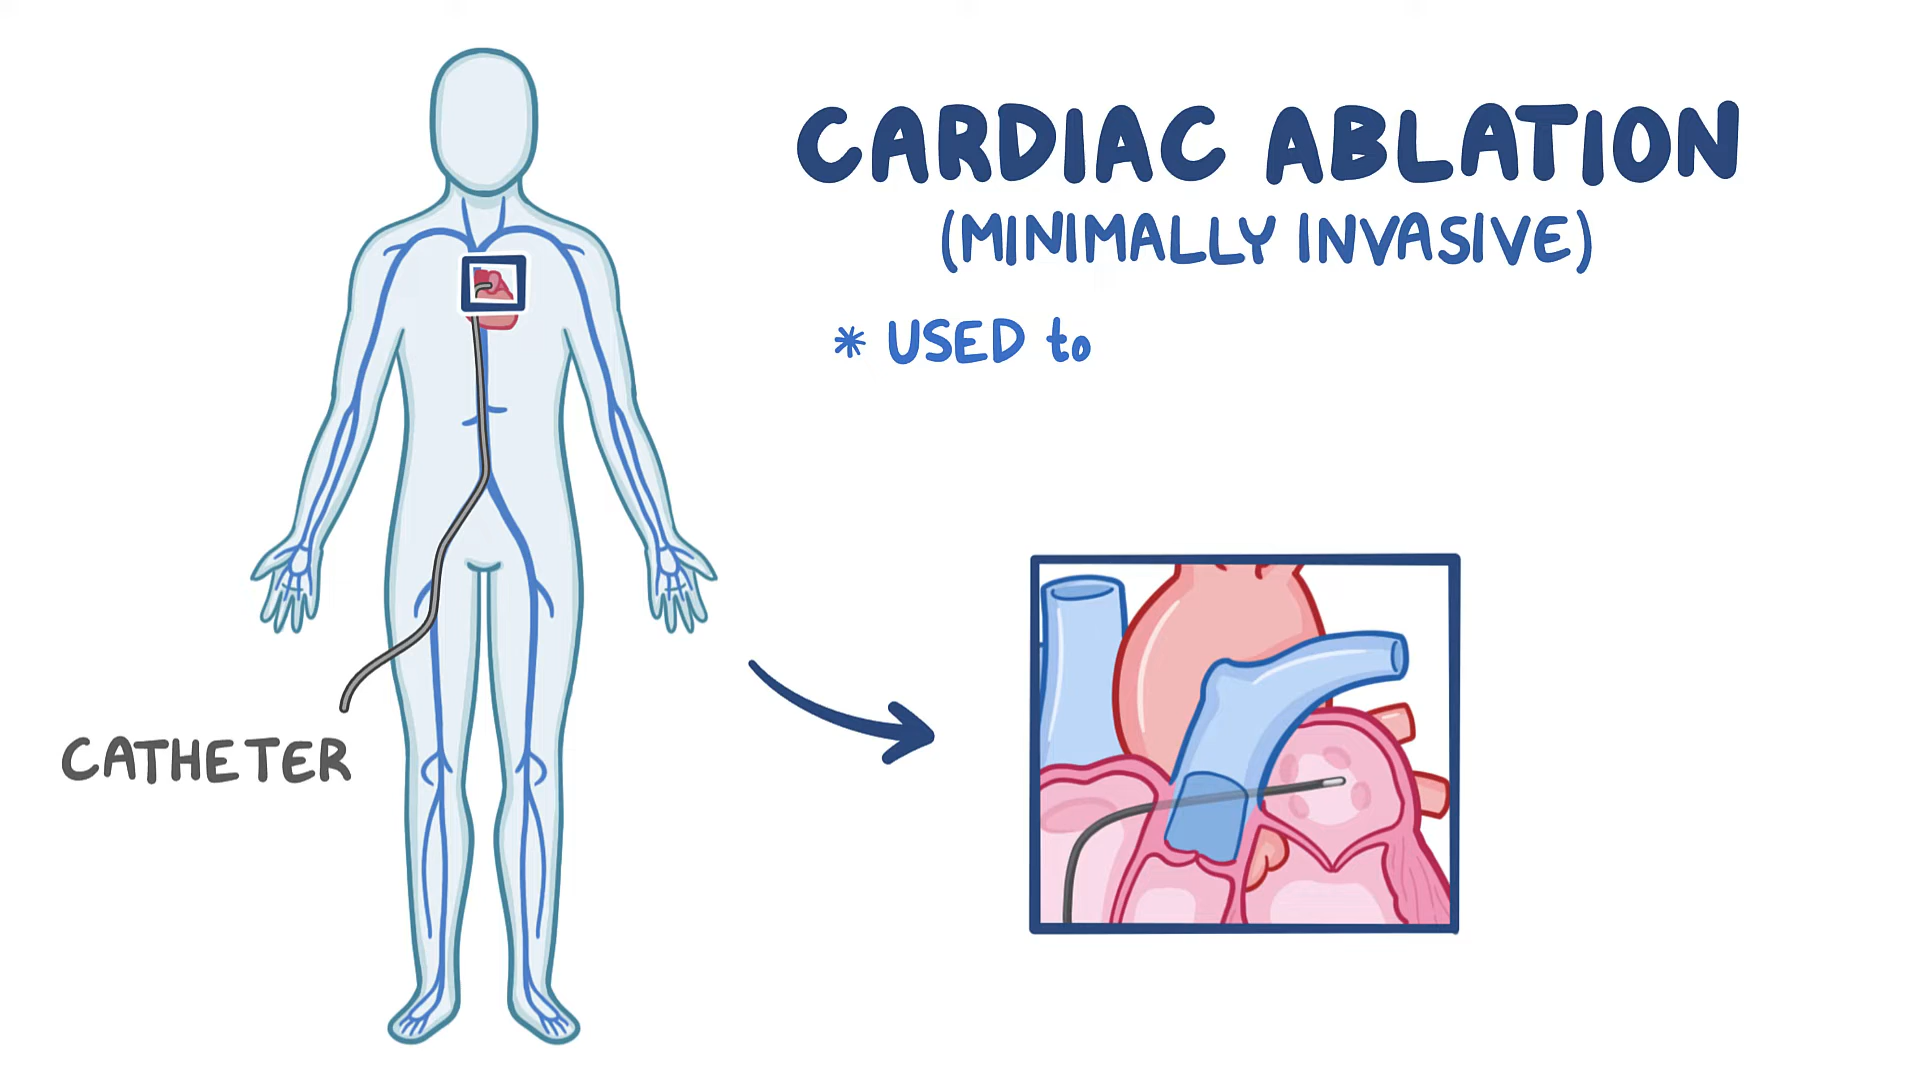 CARDIAC ABLATION
(MINIMALLY INVASIVE)
* USED to
CATHETER